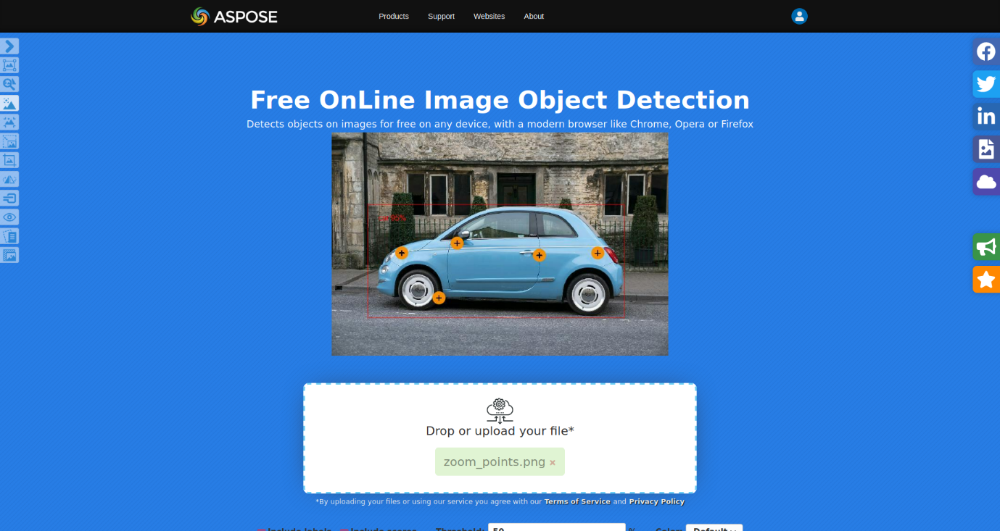 ASPOSE
Products Support Websites About
Free OnLine Image Object Detection
Detects objects on images for free on any device, with a modern browser like Chrome, Opera or Firefox
95%
Drop or upload your file*
zoom_points.png ×
*By uploading your files or using our service you agree with our Terms of Service and Privacy Policy
Include labels Include scores Threshold: 50 % Color: Default